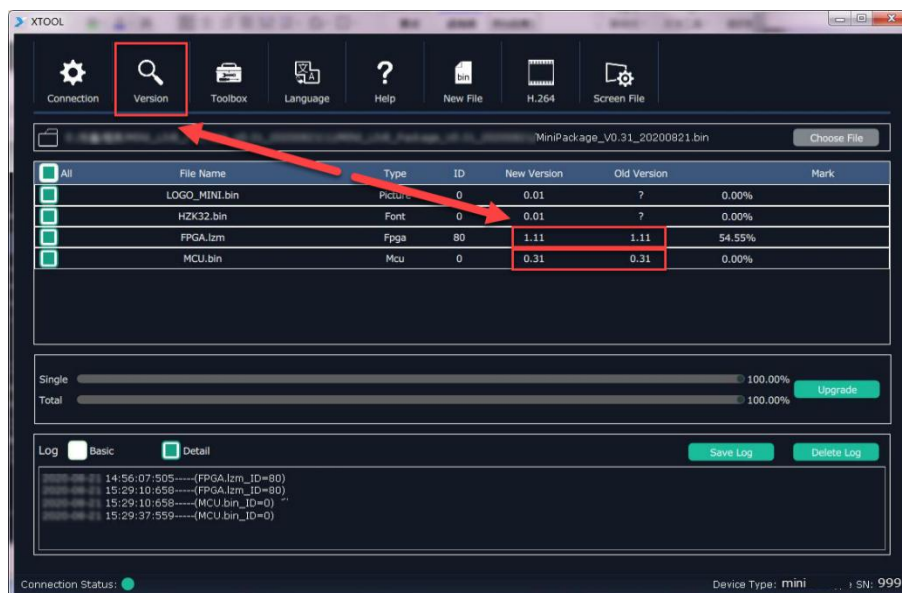 XTOOL
Connection Version Toolbox Language Help bin New File H.264 Screen File
MiniPackage_V0.31_20200821.bin Choose File
All File Name Type ID New Version Old Version Mark
LOGO_MINI.bin Picture 0 0.01 ? 0.00%
HZK32.bin Font 0 0.01 ? 0.00%
FPGA.lzm Fpga 80 1.11 1.11 54.55%
MCU.bin Mcu 0 0.31 0.31 0.00%
Single 100.00%
Upgrade
Total 100.00%
Log Basic Detail Save Log Delete Log
14:56:07:505-----(FPGA.lzm_ID=80)
15:29:10:658-----(FPGA.lzm_ID=80)
15:29:10:658-----(MCU.bin_ID=0)
15:29:37:559-----(MCU.bin_ID=0)
Connection Status: Device Type: mini SN: 999